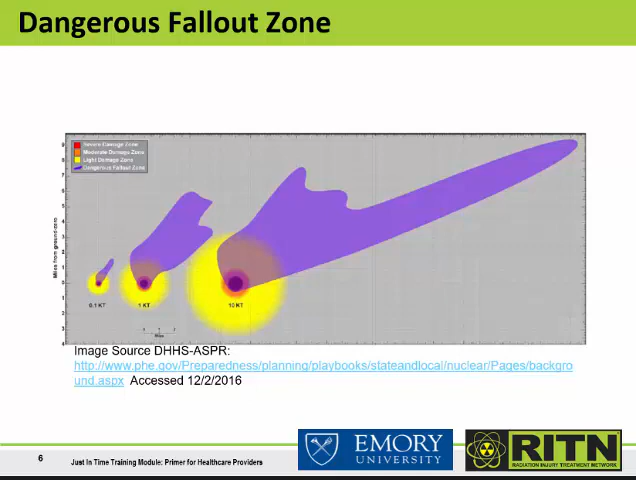 Dangerous Fallout Zone
Severe Damage Zone
Moderate Damage Zone
Light Damage Zone
Dangerous Fallout Zone
Miles from ground zero
0.1 KT
1 KT
10 KT
Miles
Image Source DHHS-ASPR:
http://www.phe.gov/Preparedness/planning/playbooks/stateandlocal/nuclear/Pages/backgro
und.aspx Accessed 12/2/2016
6
Just In Time Training Module: Primer for Healthcare Providers
EMORY
UNIVERSITY
RITN
RADIATION INJURY TREATMENT NETWORK